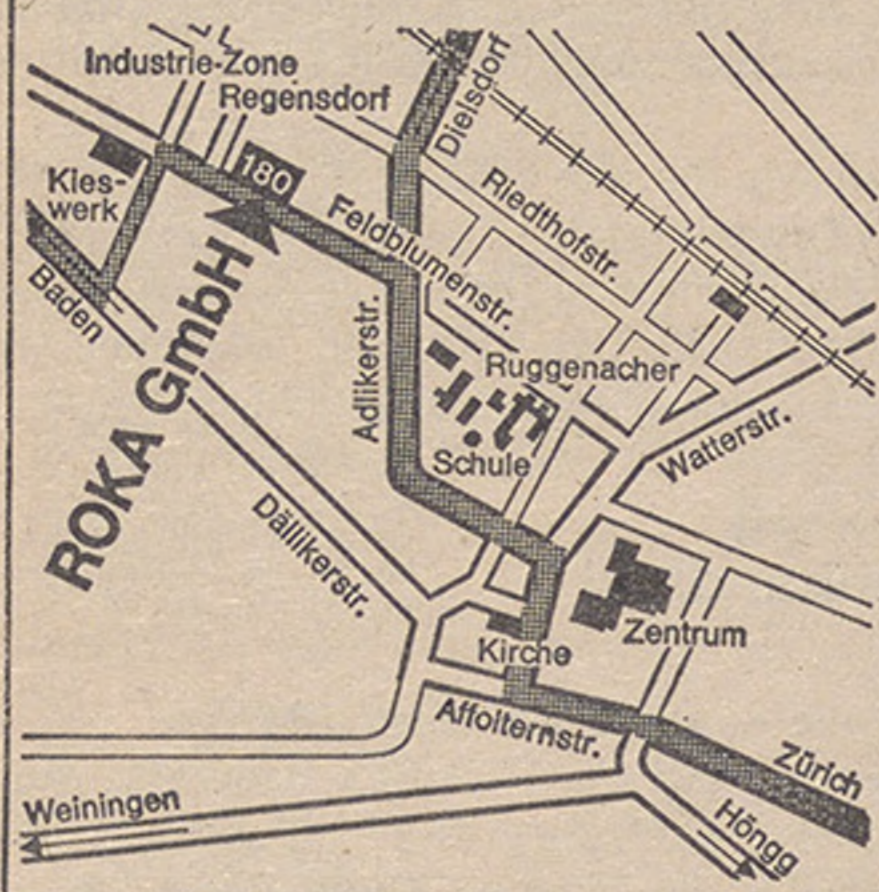 Industrie-Zone
Regensdorf
Dielsdorf
180
Kies-
werk
Riedthofstr.
Feldblumenstr.
Baden
ROKA GmbH
Adlikerstr.
Ruggenacher
Schule
Watterstr.
Dällikerstr.
Zentrum
Kirche
Affolternstr.
Zürich
Weiningen
Höngg